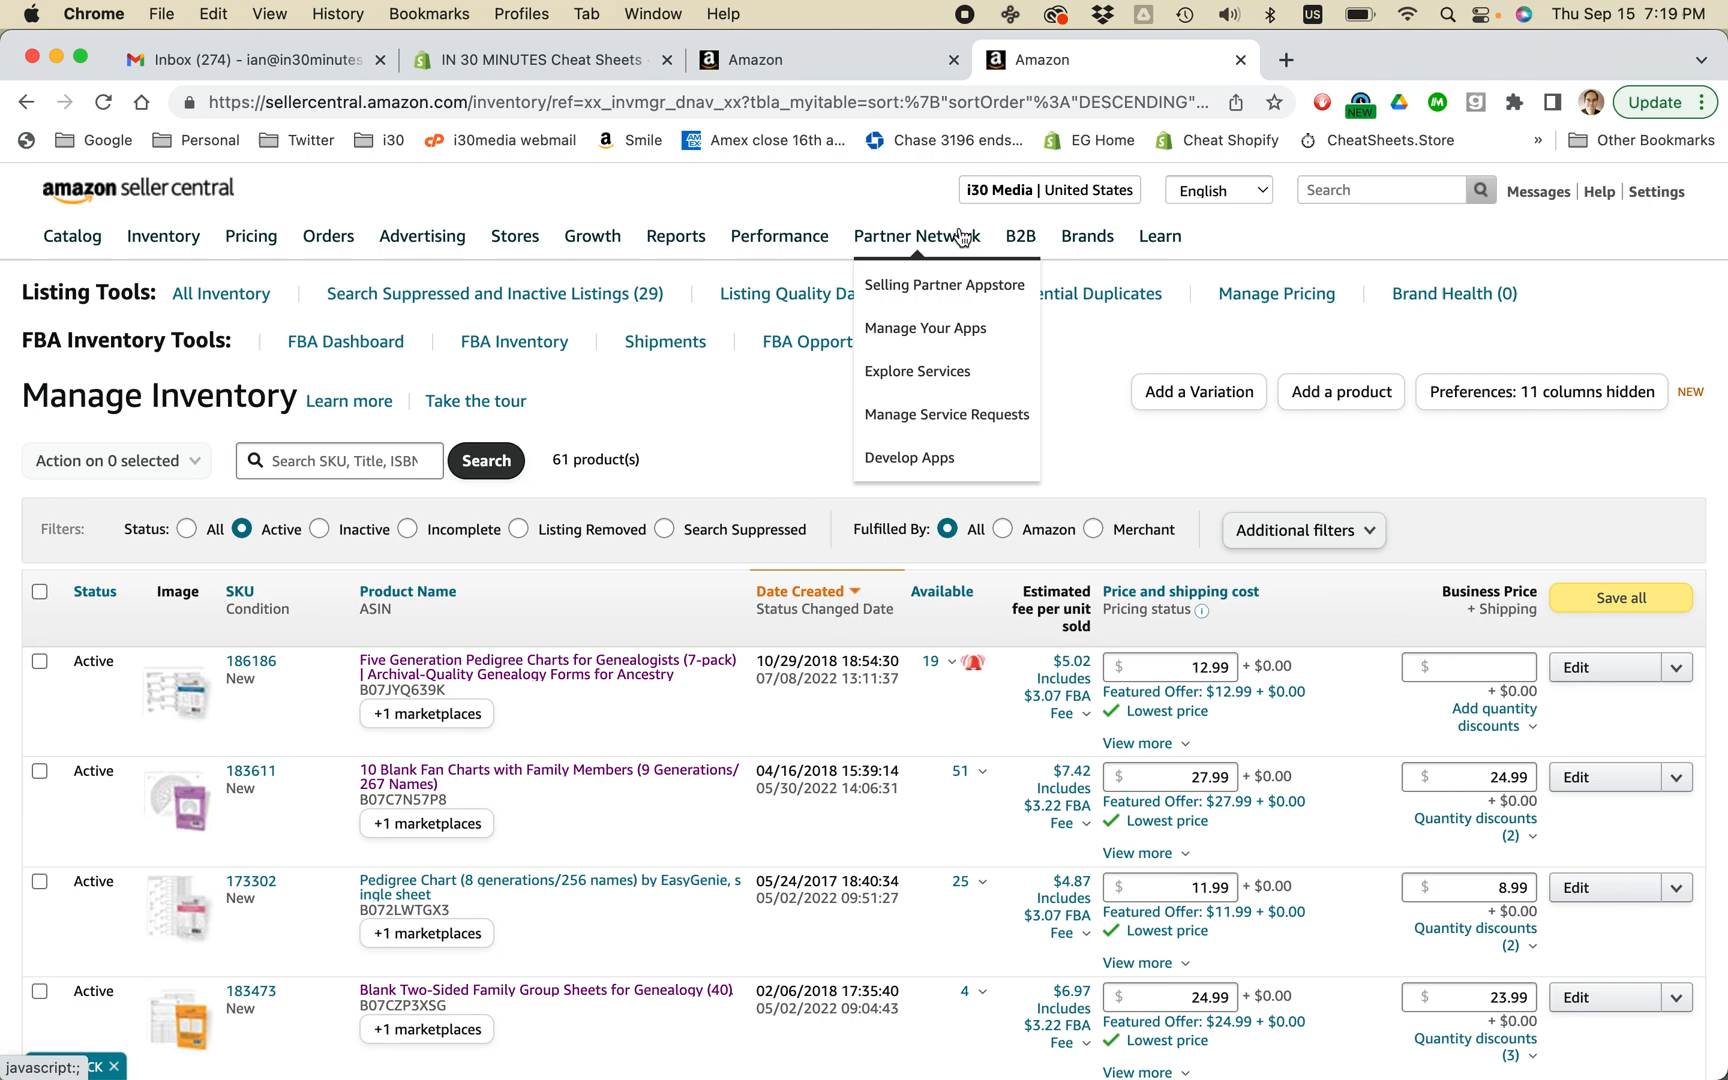 Chrome File Edit View History Bookmarks Profiles Tab Window Help US Thu Sep 15 7:19 PM
Inbox (274) - ian@in30minutes IN 30 MINUTES Cheat Sheets Amazon Amazon
https://sellercentral.amazon.com/inventory/ref=xx_invmgr_dnav_xx?tbla_myitable=sort:%7B"sortOrder"%3A"DESCENDING"... NEW Update
Google Personal Twitter i30 i30media webmail Smile Amex close 16th a... Chase 3196 ends... EG Home Cheat Shopify CheatSheets.Store » Other Bookmarks
amazon seller central i30 Media | United States English Search Messages | Help | Settings
Catalog Inventory Pricing Orders Advertising Stores Growth Reports Performance Partner Network B2B Brands Learn
Selling Partner Appstore
Manage Your Apps
Explore Services
Manage Service Requests
Develop Apps
Listing Tools: All Inventory Search Suppressed and Inactive Listings (29) Listing Quality Da ential Duplicates Manage Pricing Brand Health (0)
FBA Inventory Tools: FBA Dashboard FBA Inventory Shipments FBA Opport
Manage Inventory Learn more Take the tour Add a Variation Add a product Preferences: 11 columns hidden NEW
Action on 0 selected Search SKU, Title, ISBN Search 61 product(s)
Filters: Status: All Active Inactive Incomplete Listing Removed Search Suppressed Fulfilled By: All Amazon Merchant Additional filters
Status Image SKU Product Name Date Created Available Estimated Price and shipping cost Business Price Save all
Condition ASIN Status Changed Date fee per unit Pricing status + Shipping
sold
Active 186186 Five Generation Pedigree Charts for Genealogists (7-pack) 10/29/2018 18:54:30 19 $5.02 $ 12.99 + $0.00 $ Edit
New | Archival-Quality Genealogy Forms for Ancestry 07/08/2022 13:11:37 Includes
B07JYQ639K $3.07 FBA Featured Offer: $12.99 + $0.00 + $0.00
+1 marketplaces Fee Lowest price Add quantity
discounts
View more
Active 183611 10 Blank Fan Charts with Family Members (9 Generations/ 04/16/2018 15:39:14 51 $7.42 $ 27.99 + $0.00 $ 24.99 Edit
New 267 Names) 05/30/2022 14:06:31 Includes
B07C7N57P8 $3.22 FBA Featured Offer: $27.99 + $0.00 + $0.00
+1 marketplaces Fee Lowest price Quantity discounts
(2)
View more
Active 173302 Pedigree Chart (8 generations/256 names) by EasyGenie, s 05/24/2017 18:40:34 25 $4.87 $ 11.99 + $0.00 $ 8.99 Edit
New ingle sheet 05/02/2022 09:51:27 Includes
B072LWTGX3 $3.07 FBA Featured Offer: $11.99 + $0.00 + $0.00
+1 marketplaces Fee Lowest price Quantity discounts
(2)
View more
Active 183473 Blank Two-Sided Family Group Sheets for Genealogy (40) 02/06/2018 17:35:40 4 $6.97 $ 24.99 + $0.00 $ 23.99 Edit
New B07CZP3XSG 05/02/2022 09:04:43 Includes
+1 marketplaces $3.22 FBA Featured Offer: $24.99 + $0.00 + $0.00
Fee Lowest price Quantity discounts
(3)
javascript:; CK View more